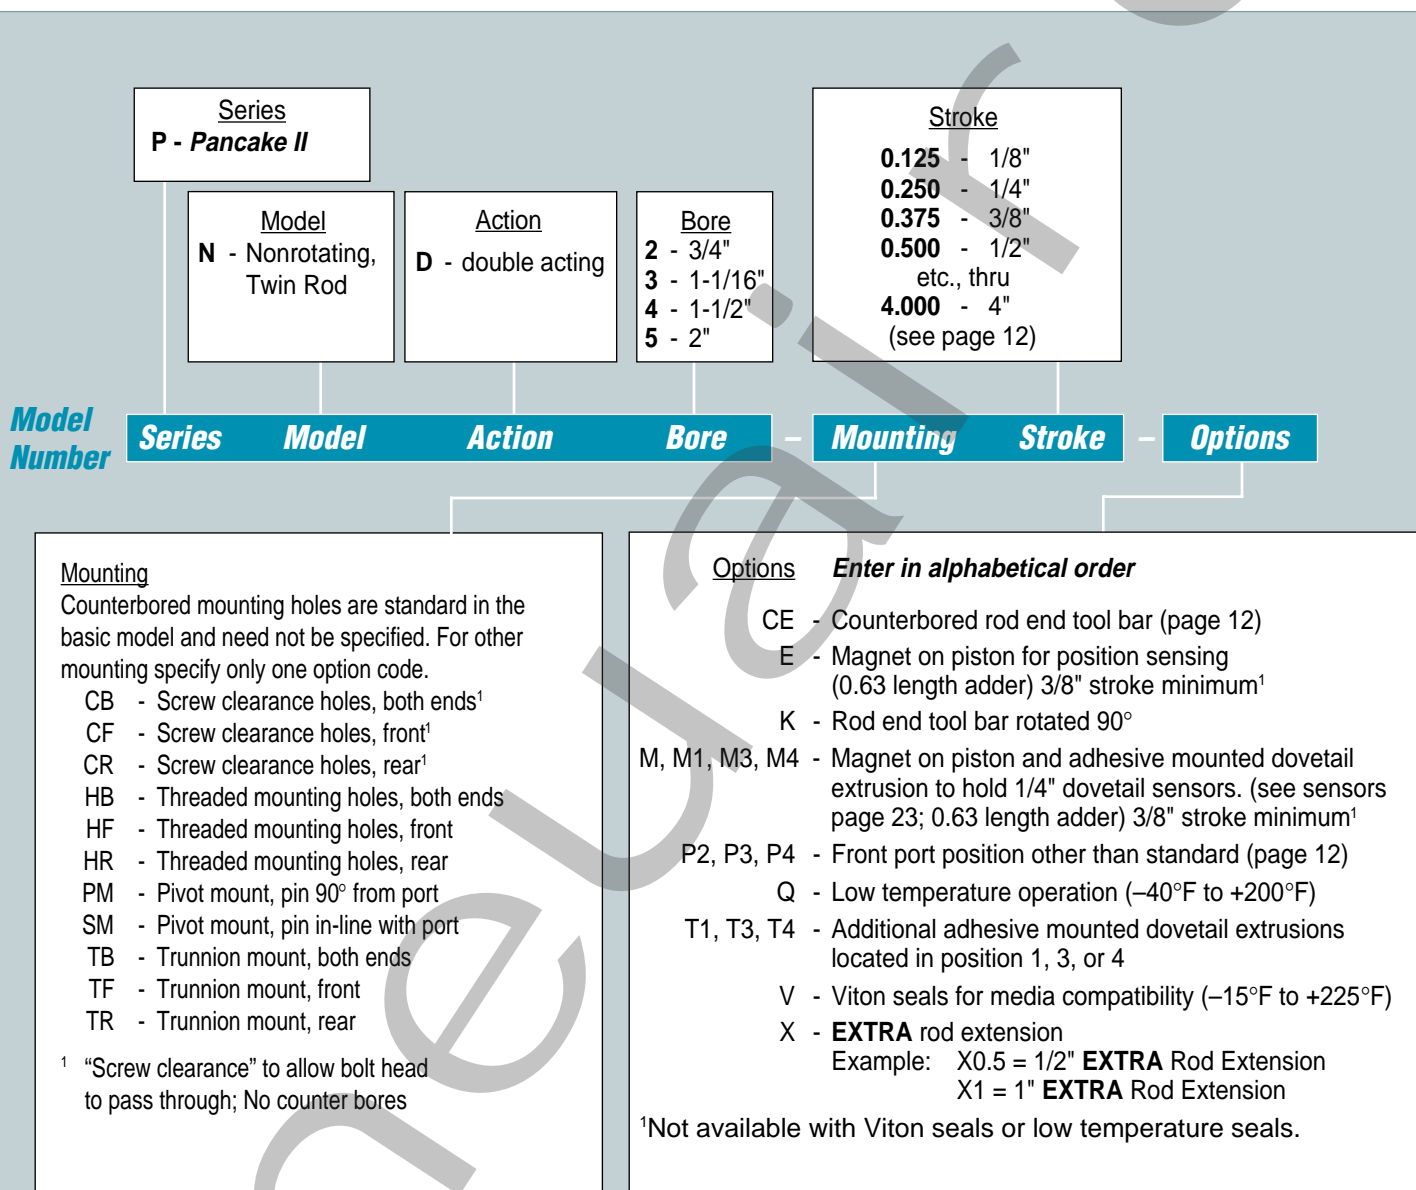 Series
P - Pancake II
Model
N - Nonrotating,
Twin Rod
Action
D - double acting
Bore
2 - 3/4"
3 - 1-1/16"
4 - 1-1/2"
5 - 2"
Stroke
0.125 - 1/8"
0.250 - 1/4"
0.375 - 3/8"
0.500 - 1/2"
etc., thru
4.000 - 4"
(see page 12)
Model
Number
Series Model Action Bore – Mounting Stroke – Options
Mounting
Counterbored mounting holes are standard in the
basic model and need not be specified. For other
mounting specify only one option code.
CB - Screw clearance holes, both ends¹
CF - Screw clearance holes, front¹
CR - Screw clearance holes, rear¹
HB - Threaded mounting holes, both ends
HF - Threaded mounting holes, front
HR - Threaded mounting holes, rear
PM - Pivot mount, pin 90° from port
SM - Pivot mount, pin in-line with port
TB - Trunnion mount, both ends
TF - Trunnion mount, front
TR - Trunnion mount, rear
¹ “Screw clearance” to allow bolt head
to pass through; No counter bores
Options Enter in alphabetical order
CE - Counterbored rod end tool bar (page 12)
E - Magnet on piston for position sensing
(0.63 length adder) 3/8" stroke minimum¹
K - Rod end tool bar rotated 90°
M, M1, M3, M4 - Magnet on piston and adhesive mounted dovetail
extrusion to hold 1/4" dovetail sensors. (see sensors
page 23; 0.63 length adder) 3/8" stroke minimum¹
P2, P3, P4 - Front port position other than standard (page 12)
Q - Low temperature operation (–40°F to +200°F)
T1, T3, T4 - Additional adhesive mounted dovetail extrusions
located in position 1, 3, or 4
V - Viton seals for media compatibility (–15°F to +225°F)
X - EXTRA rod extension
Example: X0.5 = 1/2" EXTRA Rod Extension
X1 = 1" EXTRA Rod Extension
¹Not available with Viton seals or low temperature seals.